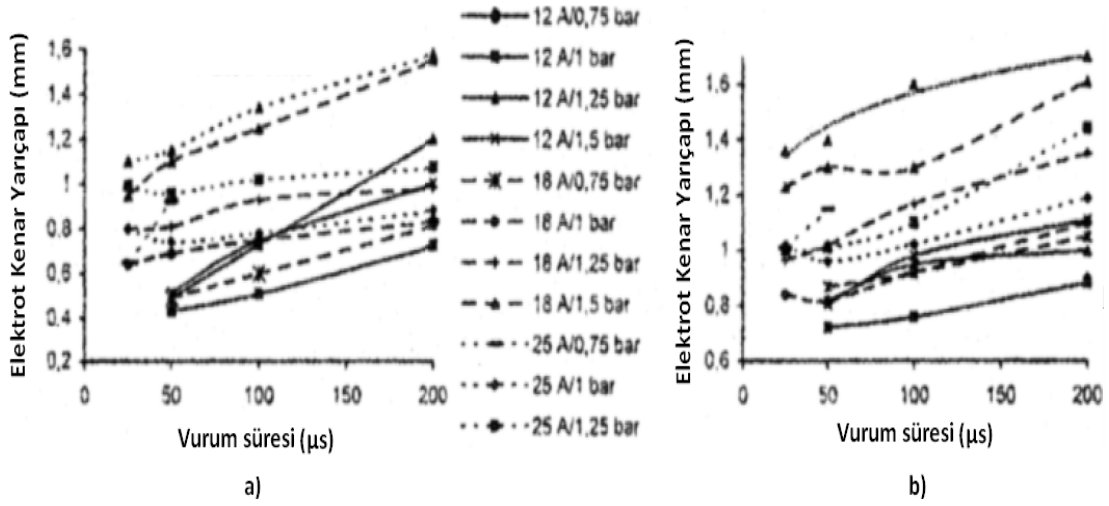 Elektrot Kenar Yarıçapı (mm)
1,6
1.4
1.2
1
0.8
0.6
0,2
0
50
100
150
200
Vurum süresi (µs)
a)
12 A/0,75 bar
12 A/1 bar
12 A/1,25 bar
12 A/1,5 bar
18 A/0,75 bar
18 A/1 bar
18 A/1,25 bar
18 A/1,5 bar
25 A/0,75 bar
25 A/1 bar
25 A/1,25 bar
Elektrot Kenar Yarıçapı (mm)
1.6
1,4
1.2
1
0,8
0.6
0
50
100
150
200
Vurum süresi (µs)
b)